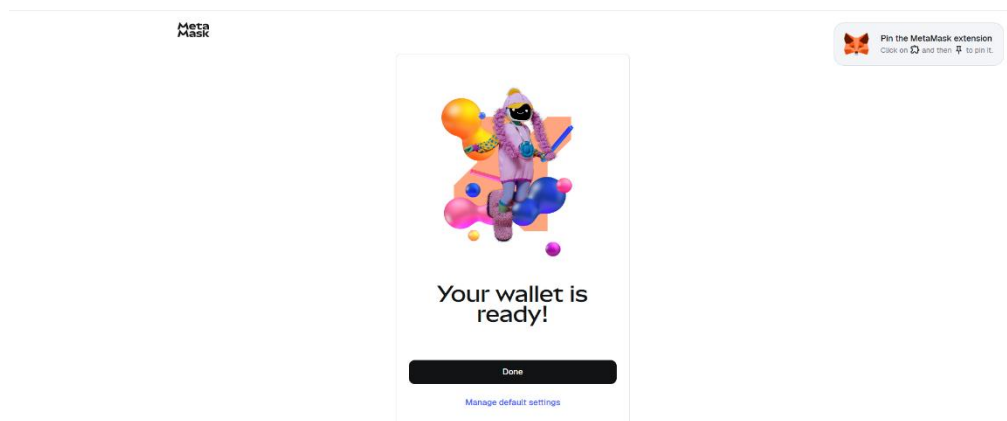 Meta
Mask
Pin the MetaMask extension
Click on and then to pin it.
Your wallet is
ready!
Done
Manage default settings